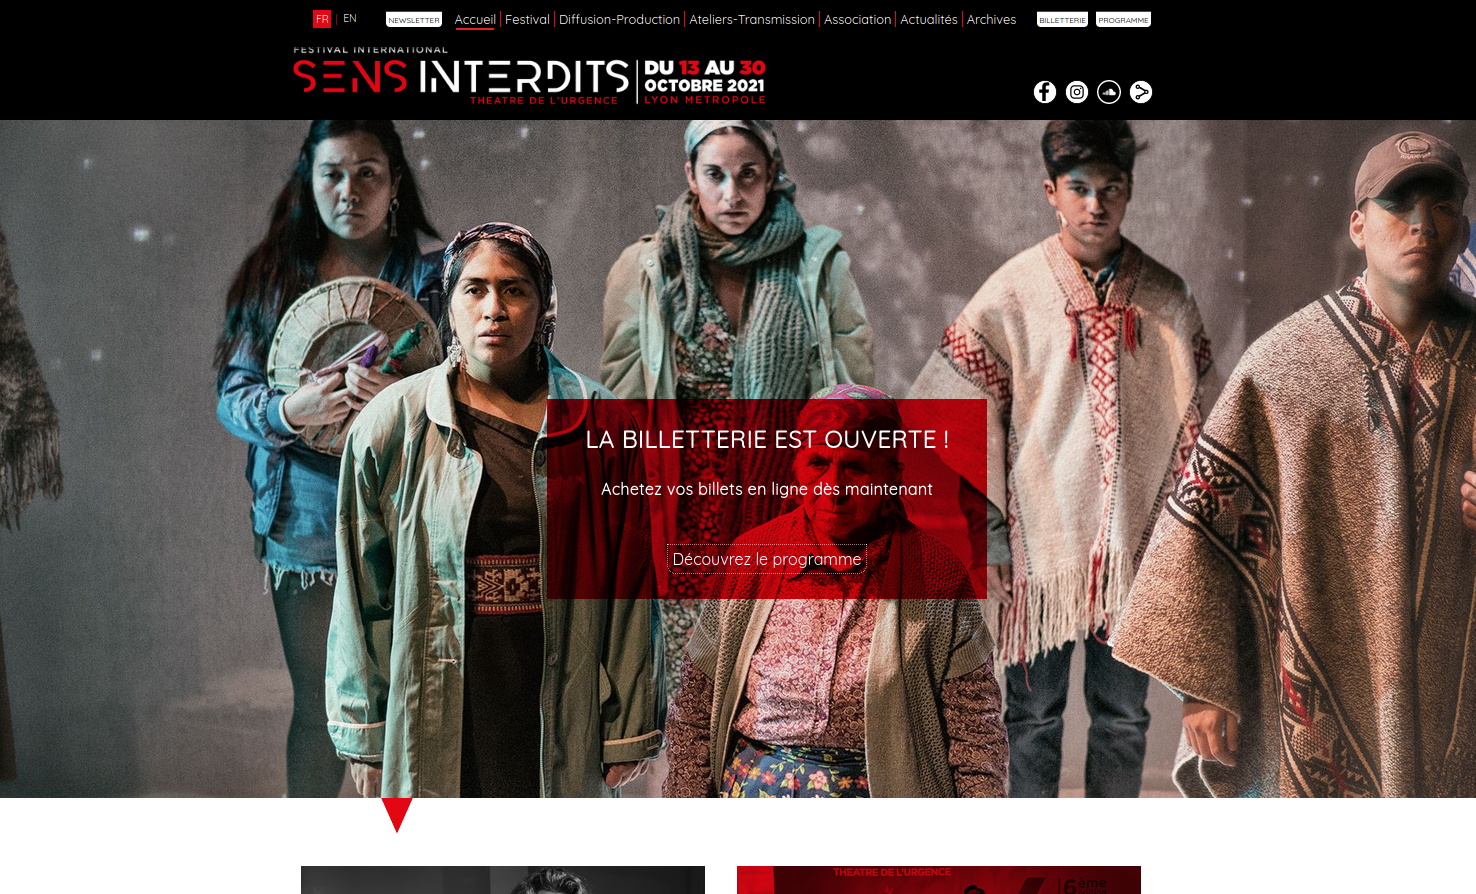 FR | EN NEWSLETTER Accueil Festival Diffusion-Production Ateliers-Transmission Association Actualités Archives BILLETTERIE PROGRAMME
FESTIVAL INTERNATIONAL
SENS INTERDITS
THEATRE DE L'URGENCE
DU 13 AU 30
OCTOBRE 2021
LYON METROPOLE
LA BILLETTERIE EST OUVERTE !
Achetez vos billets en ligne dès maintenant
Découvrez le programme
THEATRE DE L'URGENCE
6ème